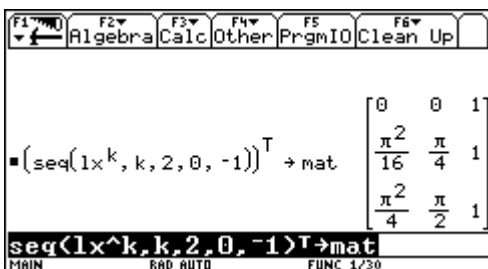 F1 F2 F3 F4 F5 F6
Algebra Calc Other PrgmIO Clean Up
▪(seq(lx^k, k, 2, 0, ⁻1))ᵀ → mat [0 0 1; π²/16 π/4 1; π²/4 π/2 1]
seq(lx^k,k,2,0,⁻1)ᵀ→mat
MAIN RAD AUTO FUNC 1/30